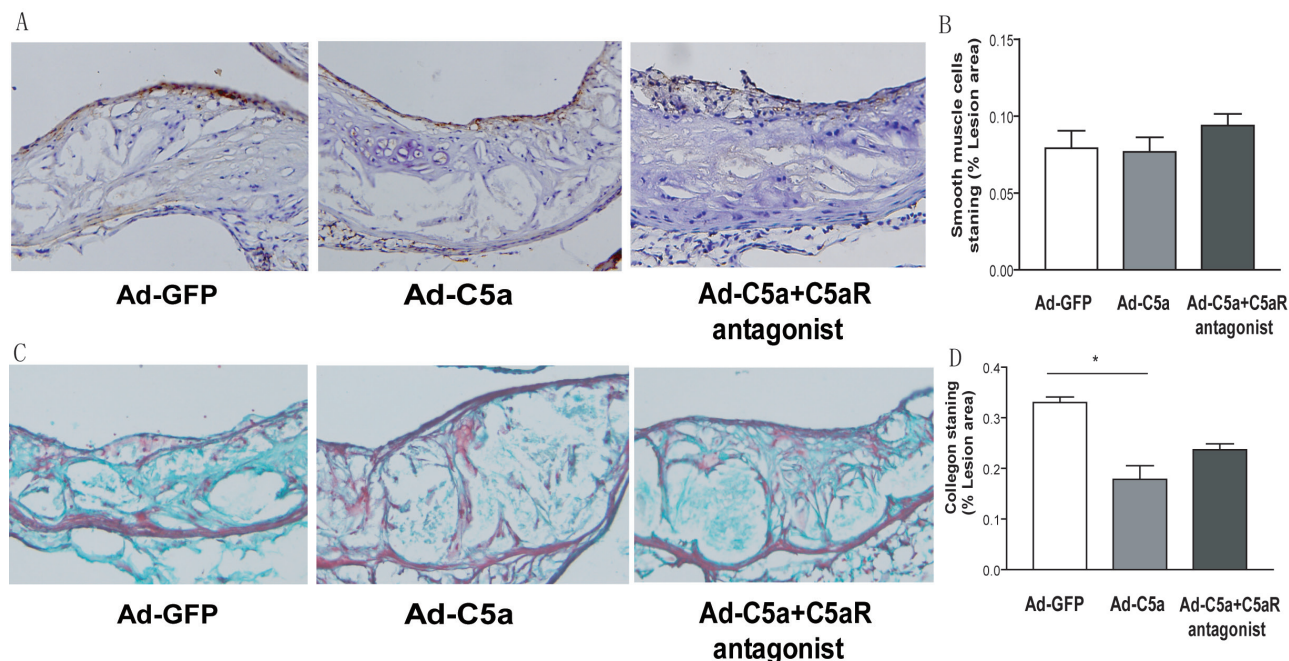 A
Ad-GFP
Ad-C5a
Ad-C5a+C5aR
antagonist
B
Smooth muscle cells
staning (% Lesion area)
0.15
0.10
0.05
0.00
Ad-GFP
Ad-C5a
Ad-C5a+C5aR
antagonist
C
Ad-GFP
Ad-C5a
Ad-C5a+C5aR
antagonist
D
*
Collegon staning
(% Lesion area)
0.4
0.3
0.2
0.1
0.0
Ad-GFP
Ad-C5a
Ad-C5a+C5aR
antagonist